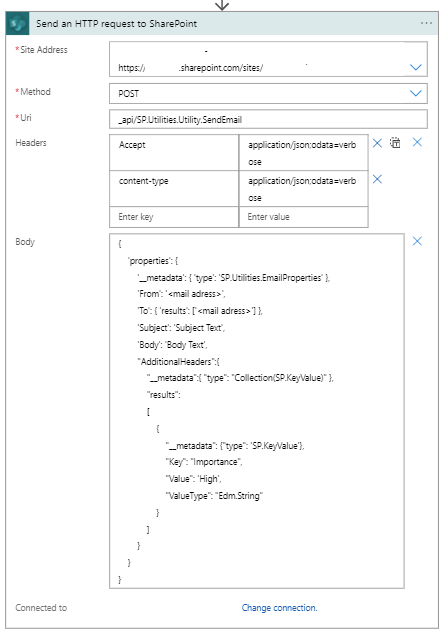 Send an HTTP request to SharePoint
...
*Site Address
-
https:// .sharepoint.com/sites/
*Method POST
*Uri _api/SP.Utilities.Utility.SendEmail
Headers Accept application/json;odata=verb
ose
content-type application/json;odata=verb
ose
Enter key Enter value
Body {
'properties': {
'__metadata': { 'type': 'SP.Utilities.EmailProperties' },
'From': '<mail adress>',
'To': { 'results': ['<mail adress>'] },
'Subject': 'Subject Text',
'Body': 'Body Text',
"AdditionalHeaders":{
"__metadata":{ "type": "Collection(SP.KeyValue)" },
"results":
[
{
"__metadata": {"type": 'SP.KeyValue'},
"Key": "Importance",
"Value": 'High',
"ValueType": "Edm.String"
}
]
}
}
}
Connected to Change connection.